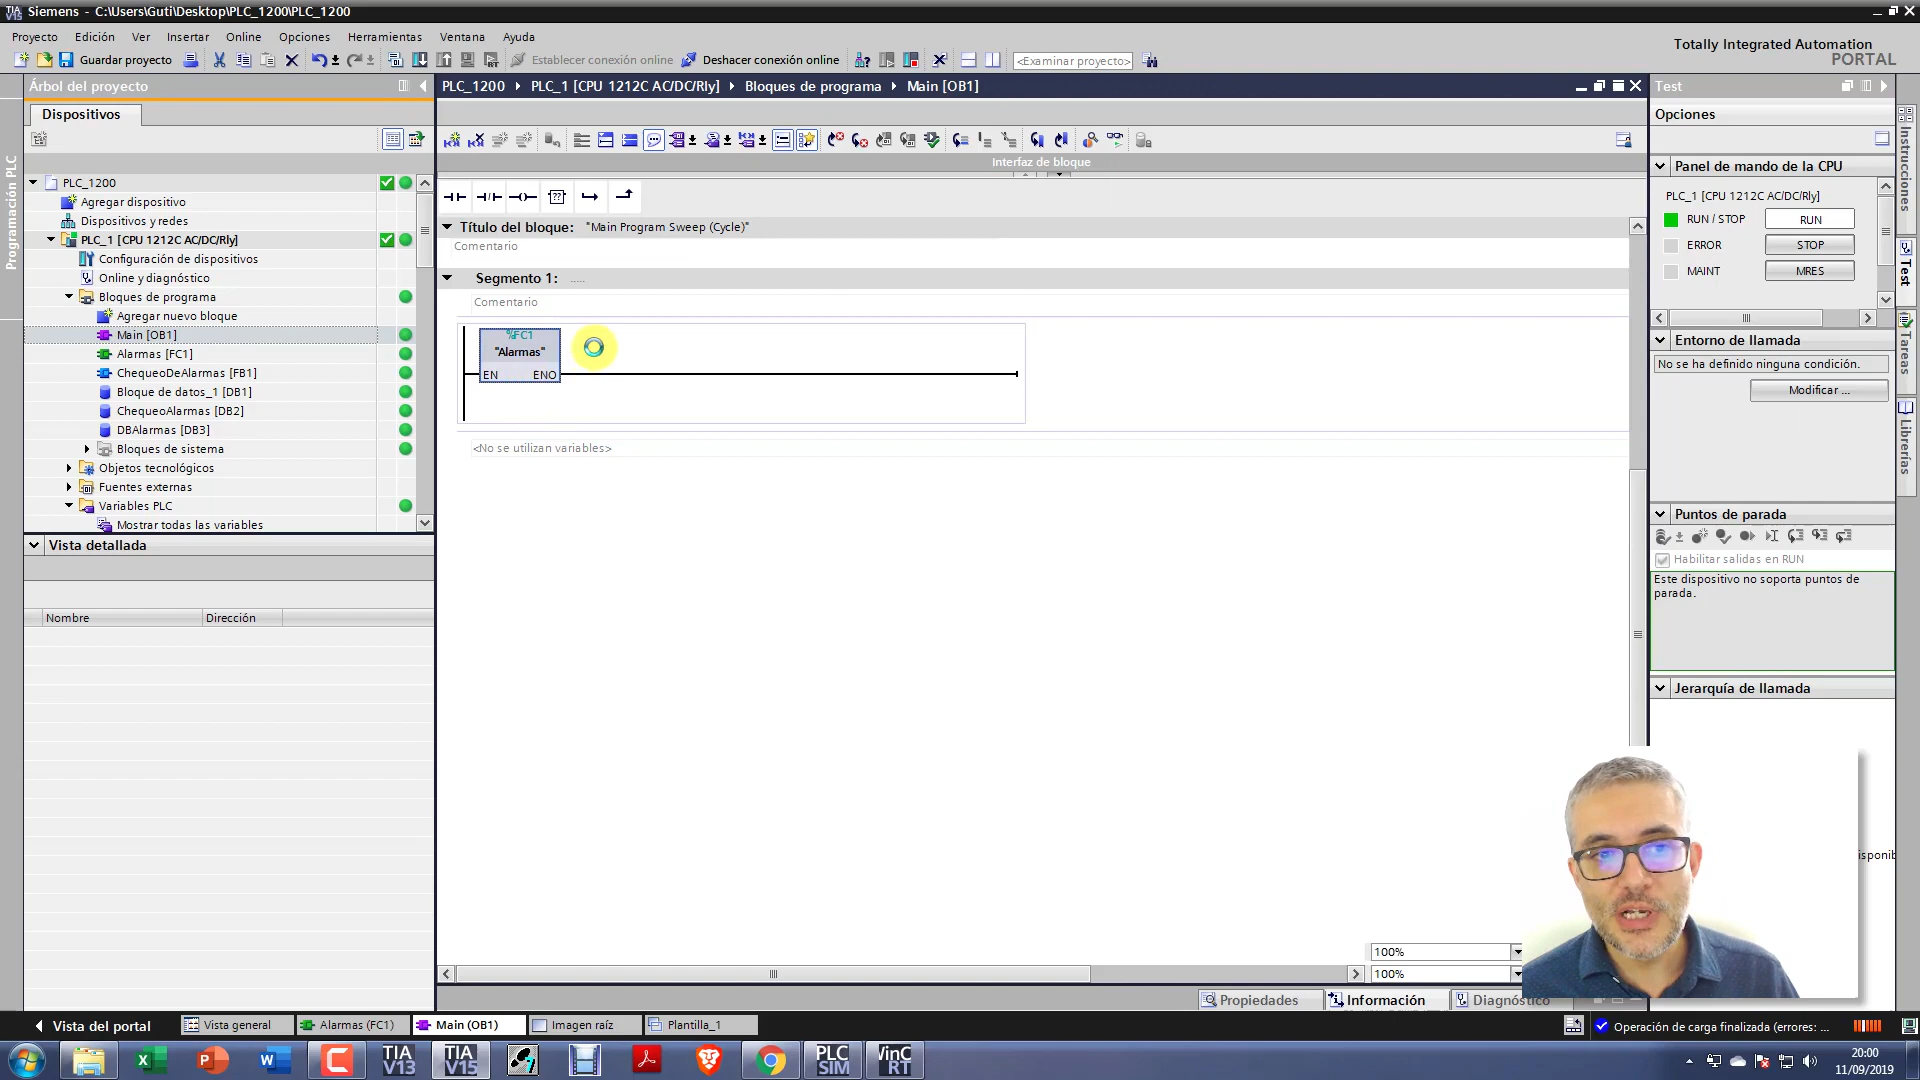 Siemens - C:\Users\Guti\Desktop\PLC_1200\PLC_1200
Proyecto Edición Ver Insertar Online Opciones Herramientas Ventana Ayuda
Totally Integrated Automation
PORTAL
Guardar proyecto Establecer conexión online Deshacer conexión online <Examinar proyecto>
Árbol del proyecto
PLC_1200 PLC_1 [CPU 1212C AC/DC/Rly] Bloques de programa Main [OB1]
Test
Dispositivos
Opciones
Programación PLC
PLC_1200
Agregar dispositivo
Dispositivos y redes
PLC_1 [CPU 1212C AC/DC/Rly]
Configuración de dispositivos
Online y diagnóstico
Bloques de programa
Agregar nuevo bloque
Main [OB1]
Alarmas [FC1]
ChequeoDeAlarmas [FB1]
Bloque de datos_1 [DB1]
ChequeoAlarmas [DB2]
DBAlarmas [DB3]
Bloques de sistema
Objetos tecnológicos
Fuentes externas
Variables PLC
Mostrar todas las variables
Vista detallada
Nombre Dirección
Interfaz de bloque
??
Título del bloque: "Main Program Sweep (Cycle)"
Comentario
Segmento 1: .....
Comentario
%FC1
"Alarmas"
EN ENO
<No se utilizan variables>
100%
100%
Propiedades Información Diagnóstico
Panel de mando de la CPU
PLC_1 [CPU 1212C AC/DC/Rly]
RUN / STOP RUN
ERROR STOP
MAINT MRES
Entorno de llamada
No se ha definido ninguna condición.
Modificar ...
Puntos de parada
Habilitar salidas en RUN
Este dispositivo no soporta puntos de
parada.
Jerarquía de llamada
isponib
Instrucciones
Test
Tareas
Librerías
Vista del portal Vista general Alarmas (FC1) Main (OB1) Imagen raíz Plantilla_1
Operación de carga finalizada (errores: ...
TIA V13 TIA V15 PLC SIM WinC RT
20:00
11/09/2019